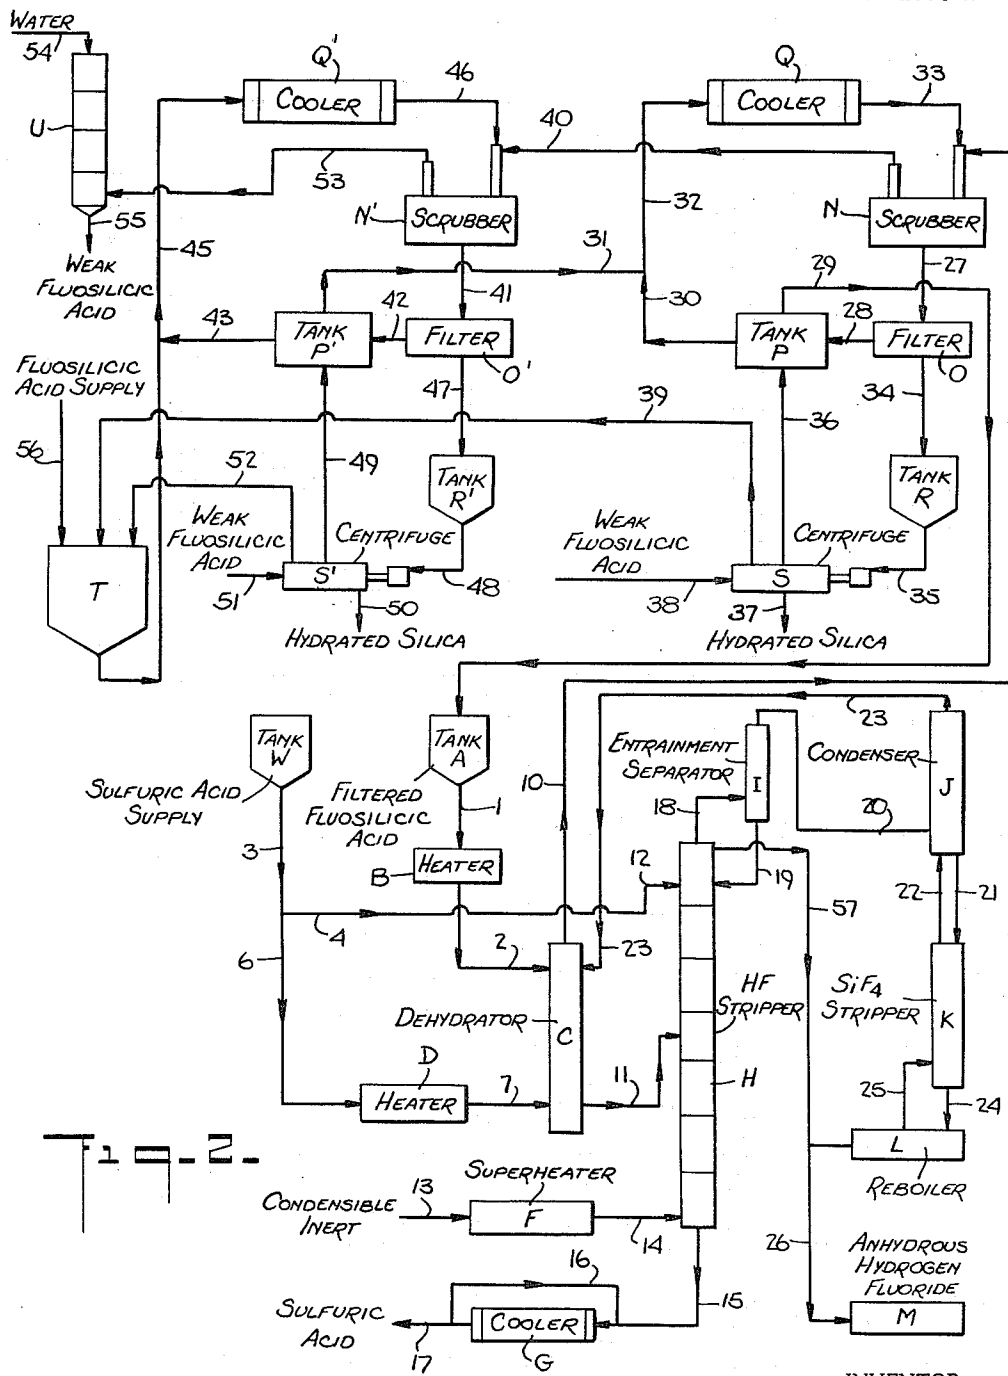 WATER
54
U
55
WEAK
FLUOSILICIC
ACID
Q'
COOLER
46
53
N'
SCRUBBER
40
Q
COOLER
33
N
SCRUBBER
32
45
31
41
27
29
30
43
TANK
P'
42
FILTER
O'
TANK
P
28
FILTER
O
FLUOSILICIC
ACID SUPPLY
56
47
39
34
36
49
52
TANK
R'
TANK
R
WEAK
FLUOSILICIC
ACID
51
CENTRIFUGE
S'
48
50
HYDRATED SILICA
WEAK
FLUOSILICIC
ACID
38
CENTRIFUGE
S
35
37
HYDRATED SILICA
T
TANK
W
SULFURIC ACID
SUPPLY
TANK
A
FILTERED
FLUOSILICIC
ACID
1
10
23
ENTRAINMENT
SEPARATOR
I
CONDENSER
J
18
20
3
HEATER
B
12
19
4
22
21
57
6
2
23
DEHYDRATOR
C
HF
STRIPPER
SiF4
STRIPPER
K
D
HEATER
7
11
H
25
24
L
REBOILER
Fig. 2.
SUPERHEATER
CONDENSIBLE
INERT
13
F
14
26
ANHYDROUS
HYDROGEN
FLUORIDE
M
16
15
SULFURIC
ACID
17
COOLER
G